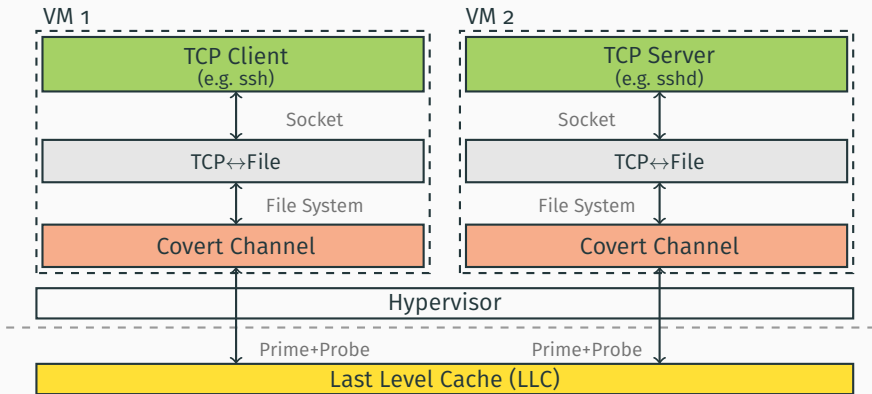 VM 1
VM 2
TCP Client
(e.g. ssh)
TCP Server
(e.g. sshd)
Socket
Socket
TCP↔File
TCP↔File
File System
File System
Covert Channel
Covert Channel
Hypervisor
Prime+Probe
Prime+Probe
Last Level Cache (LLC)